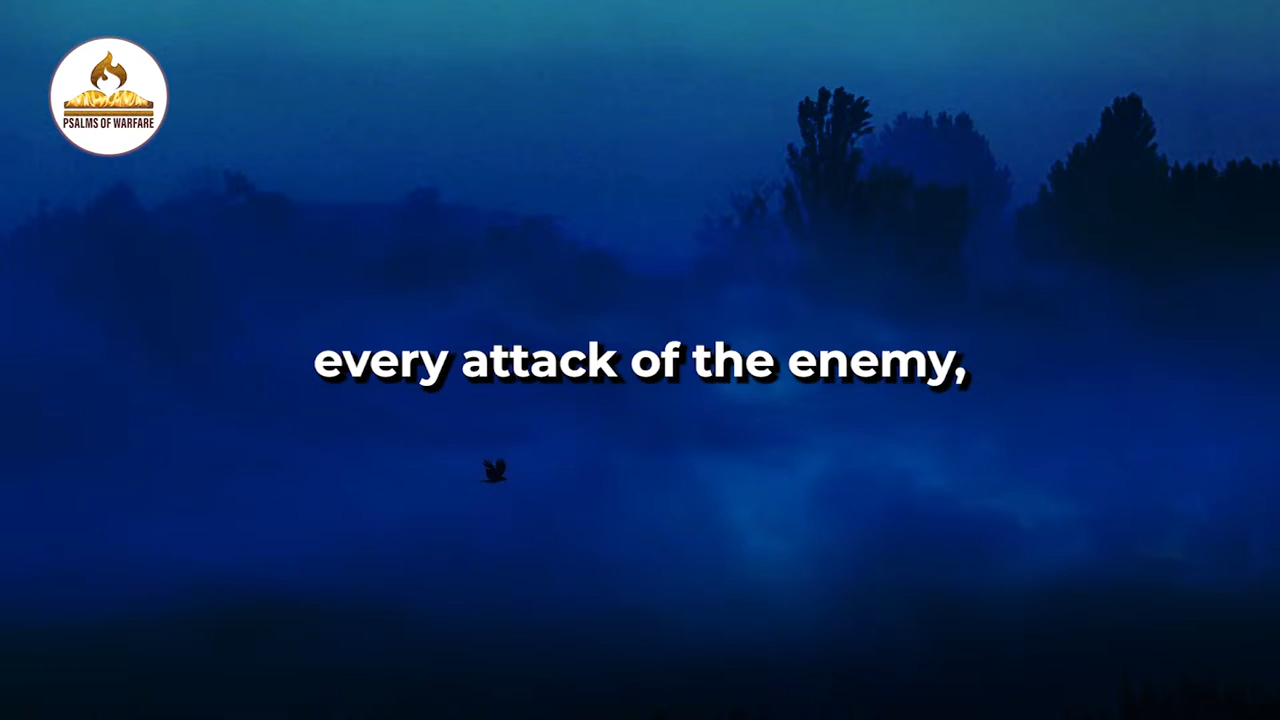 PSALMS OF WARFARE
every attack of the enemy,